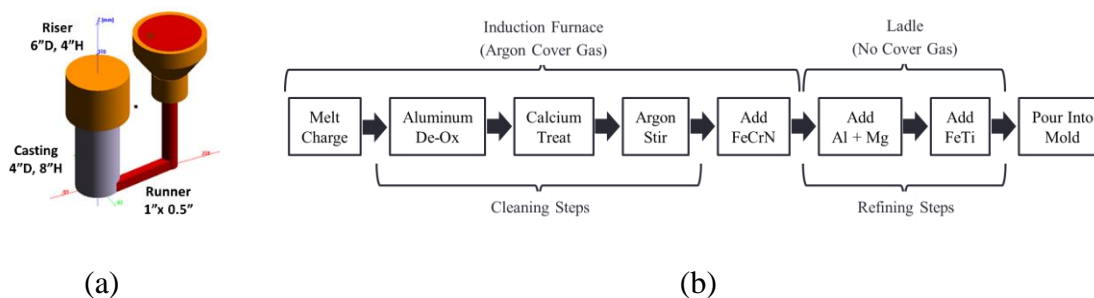 Riser
6”D, 4”H
Z (mm)
Casting
4”D, 8”H
Runner
1”x 0.5”
(a)
Induction Furnace
(Argon Cover Gas)
Ladle
(No Cover Gas)
Melt
Charge
Aluminum
De-Ox
Calcium
Treat
Argon
Stir
Add
FeCrN
Add
Al + Mg
Add
FeTi
Pour Into
Mold
Cleaning Steps
Refining Steps
(b)